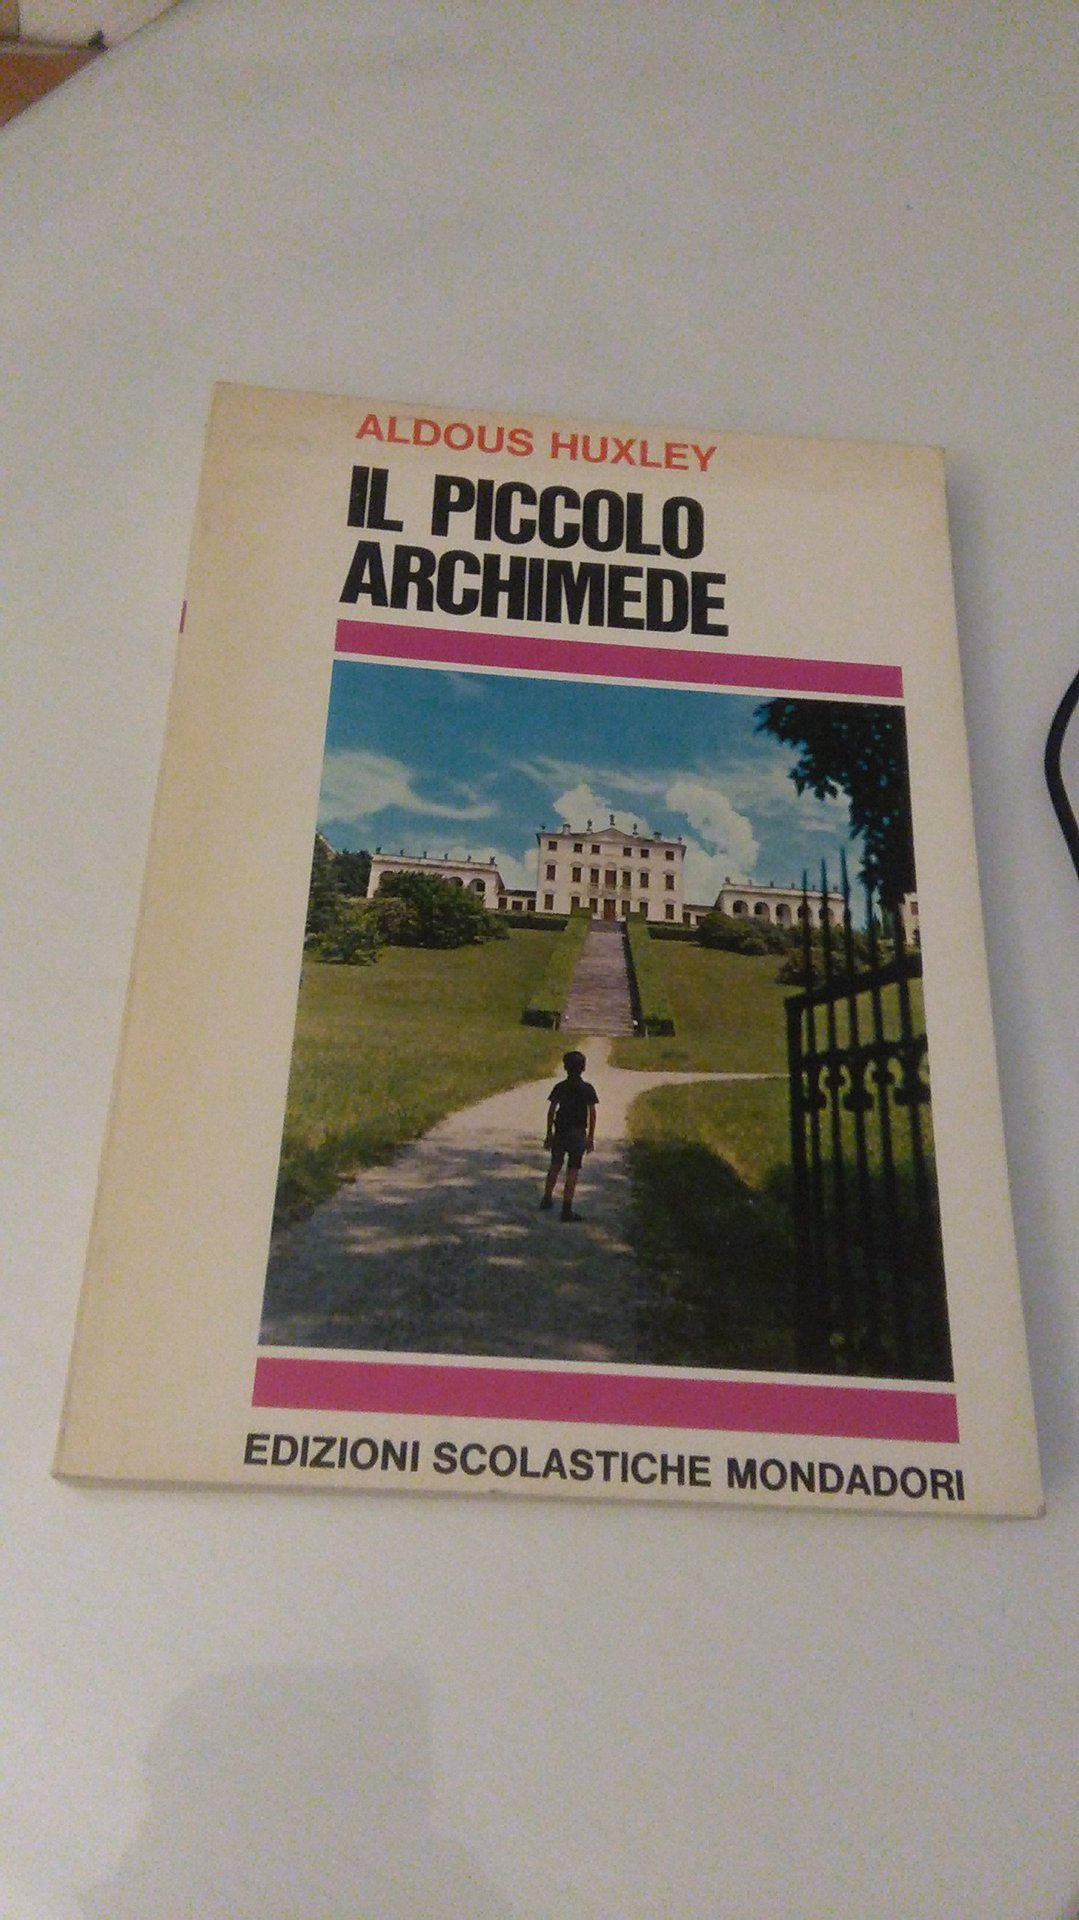 ALDOUS HUXLEY
IL PICCOLO
ARCHIMEDE
EDIZIONI SCOLASTICHE MONDADORI